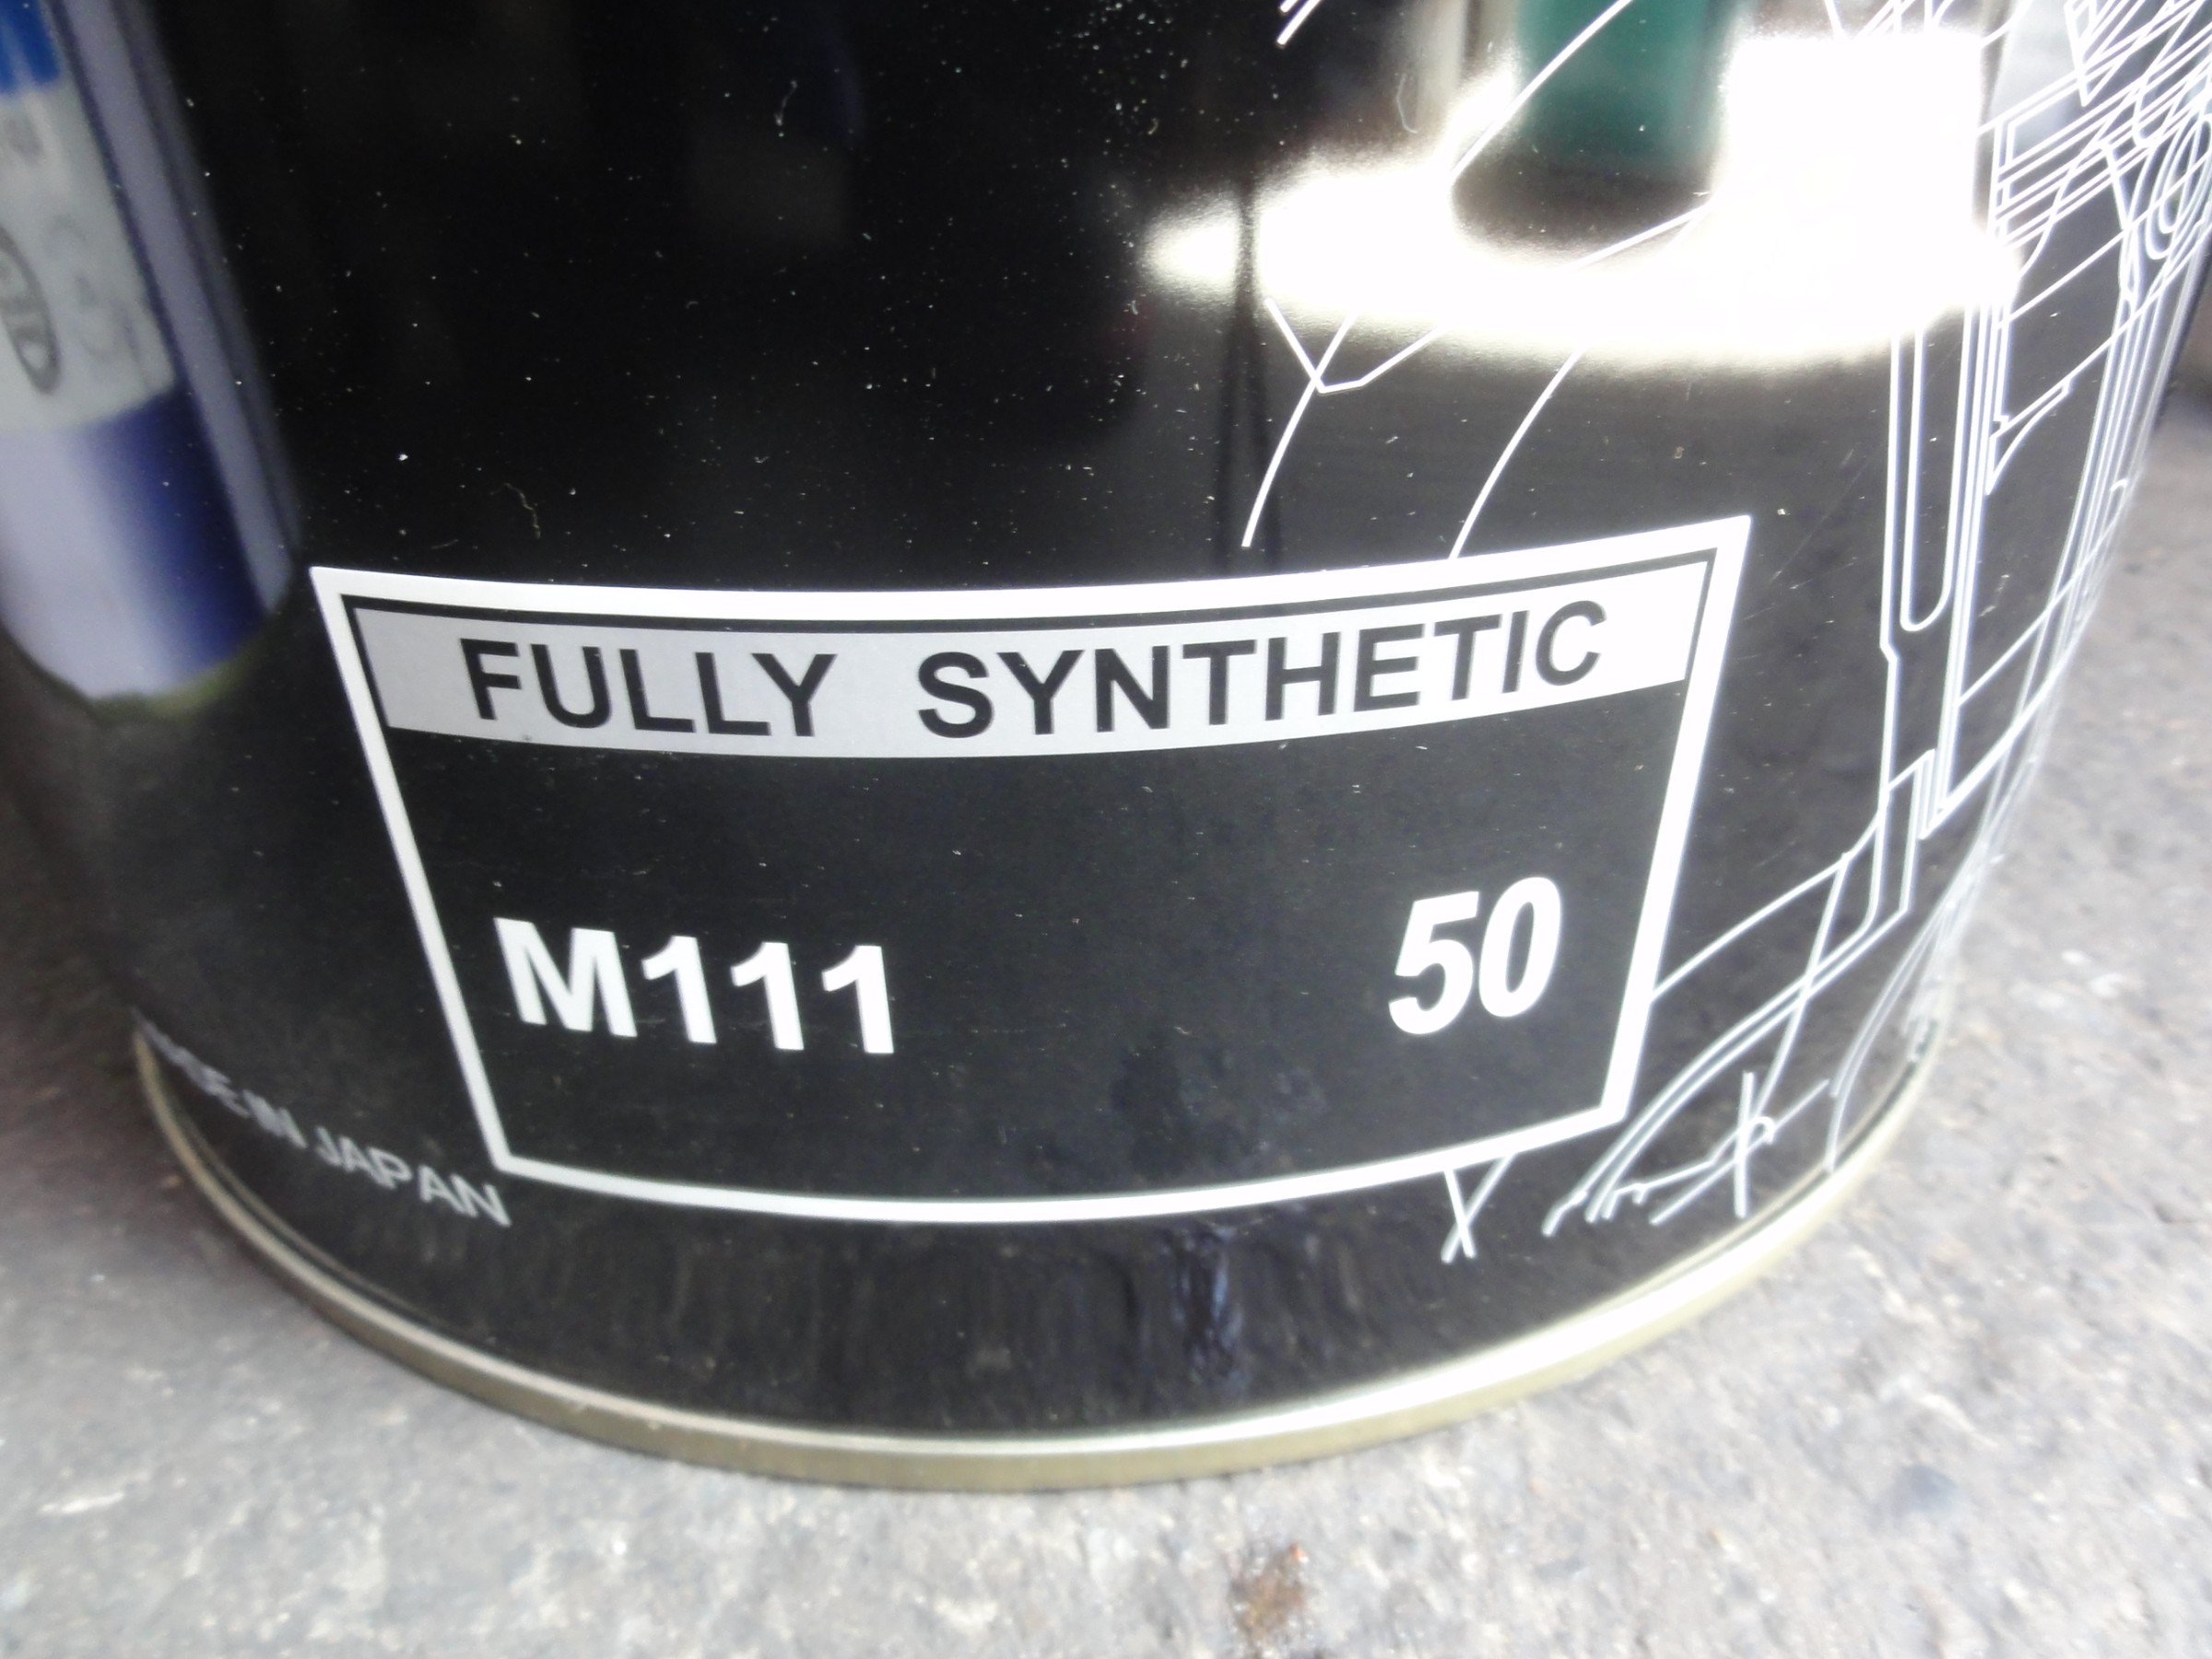 FULLY SYNTHETIC
M111 50
MADE IN JAPAN